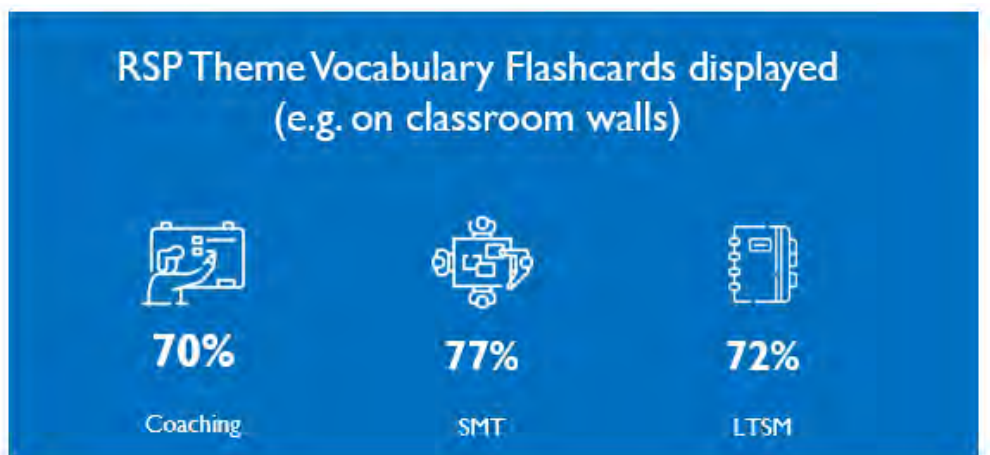 RSP Theme Vocabulary Flashcards displayed
(e.g. on classroom walls)
70% 77% 72%
Coaching SMT LTSM